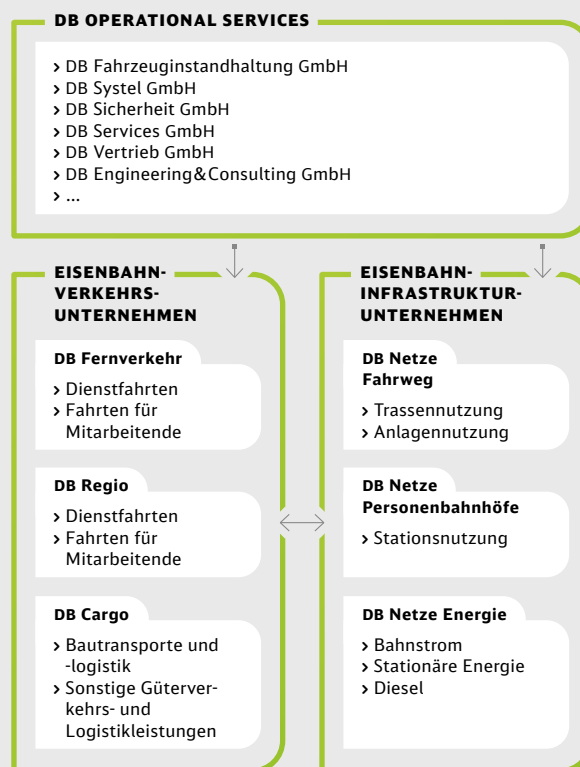 DB OPERATIONAL SERVICES
› DB Fahrzeuginstandhaltung GmbH
› DB Systel GmbH
› DB Sicherheit GmbH
› DB Services GmbH
› DB Vertrieb GmbH
› DB Engineering&Consulting GmbH
› ...
EISENBAHN-
VERKEHRS-
UNTERNEHMEN
DB Fernverkehr
› Dienstfahrten
› Fahrten für
Mitarbeitende
DB Regio
› Dienstfahrten
› Fahrten für
Mitarbeitende
DB Cargo
› Bautransporte und
-logistik
› Sonstige Güterver-
kehrs- und
Logistikleistungen
EISENBAHN-
INFRASTRUKTUR-
UNTERNEHMEN
DB Netze
Fahrweg
› Trassennutzung
› Anlagennutzung
DB Netze
Personenbahnhöfe
› Stationsnutzung
DB Netze Energie
› Bahnstrom
› Stationäre Energie
› Diesel